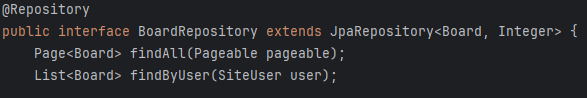 @Repository
public interface BoardRepository extends JpaRepository<Board, Integer> {
    Page<Board> findAll(Pageable pageable);
    List<Board> findByUser(SiteUser user);